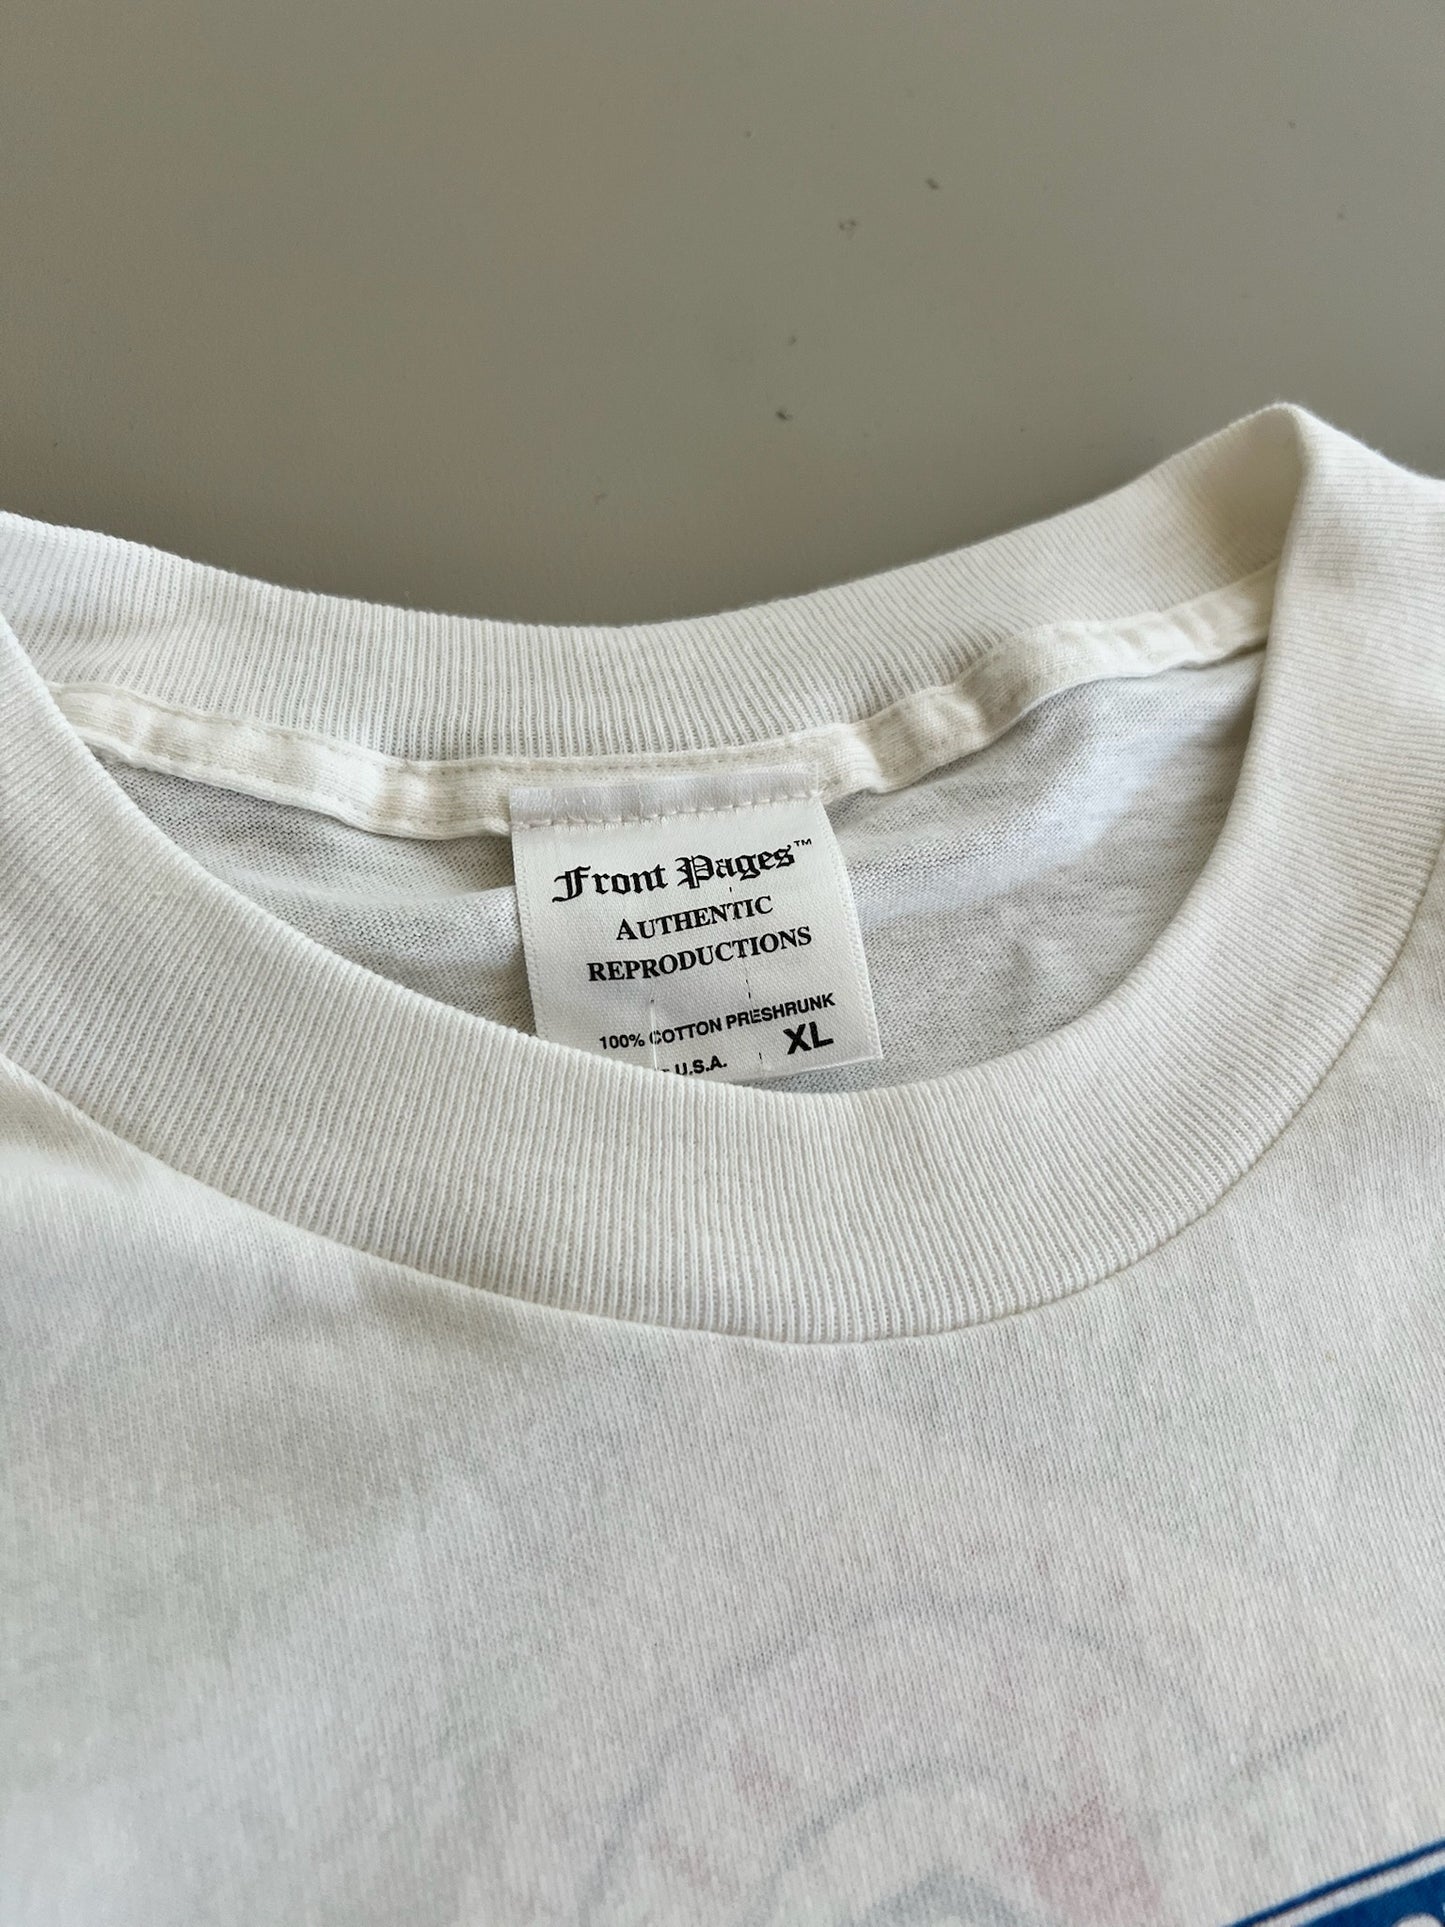 Front Pages™
AUTHENTIC
REPRODUCTIONS
100% COTTON PRESHRUNK
XL
U.S.A.